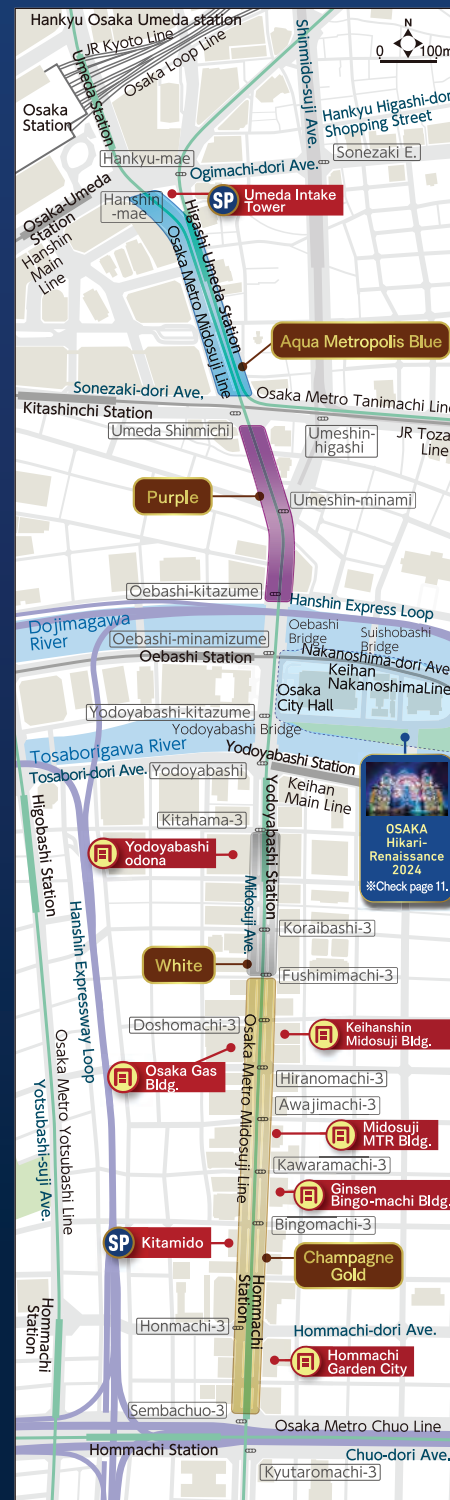 Hankyu Osaka Umeda station
JR Kyoto Line
Osaka Loop Line
Umeda Station
Shinmido-suji Ave.
N
0 100m
Osaka
Station
Hankyu Higashi-dor
Shopping Street
Hankyu-mae
Sonezaki E.
Ogimachi-dori Ave.
Osaka-Umeda
Station
Hanshin
Main
Line
Hanshin
-mae
SP
Umeda Intake
Tower
Higashi Umeda Station
Osaka Metro Midosuji Line
Aqua Metropolis Blue
Sonezaki-dori Ave,
Osaka Metro Tanimachi Line
Kitashinchi Station
Umeda Shinmichi
Umeshin-
higashi
JR Toza
Line
Purple
Umeshin-minami
Oebashi-kitazume
Hanshin Express Loop
Dojimagawa
River
Oebashi
Bridge
Suishobashi
Bridge
Oebashi-minamizume
Oebashi Station
Nakanoshima-dori Ave
Keihan
NakanoshimaLine
Osaka
City Hall
Yodoyabashi-kitazume
Yodoyabashi Bridge
Tosaborigawa River
Yodoyabashi Station
Tosabori-dori Ave.
Yodoyabashi
Keihan
Main Line
Higobashi Station
Kitahama-3
Yodoyabashi Station
OSAKA
Hikari-
Renaissance
2024
※Check page 11.
Yodoyabashi
odona
Midosuji Ave.
Koraibashi-3
Hanshin Expressway Loop
White
Fushimimachi-3
Doshomachi-3
Keihanshin
Midosuji Bldg.
Osaka Gas
Bldg.
Osaka Metro Midosuji Line
Hiranomachi-3
Osaka Metro Yotsubashi Line
Yotsubashi-suji Ave.
Awajimachi-3
Midosuji
MTR Bldg.
Kawaramachi-3
Ginsen
Bingo-machi Bldg.
Bingomachi-3
SP
Kitamido
Champagne
Gold
Hommachi
Station
Hommachi
Station
Honmachi-3
Hommachi-dori Ave.
Hommachi
Garden City
Sembachuo-3
Osaka Metro Chuo Line
Hommachi Station
Chuo-dori Ave.
Kyutaromachi-3